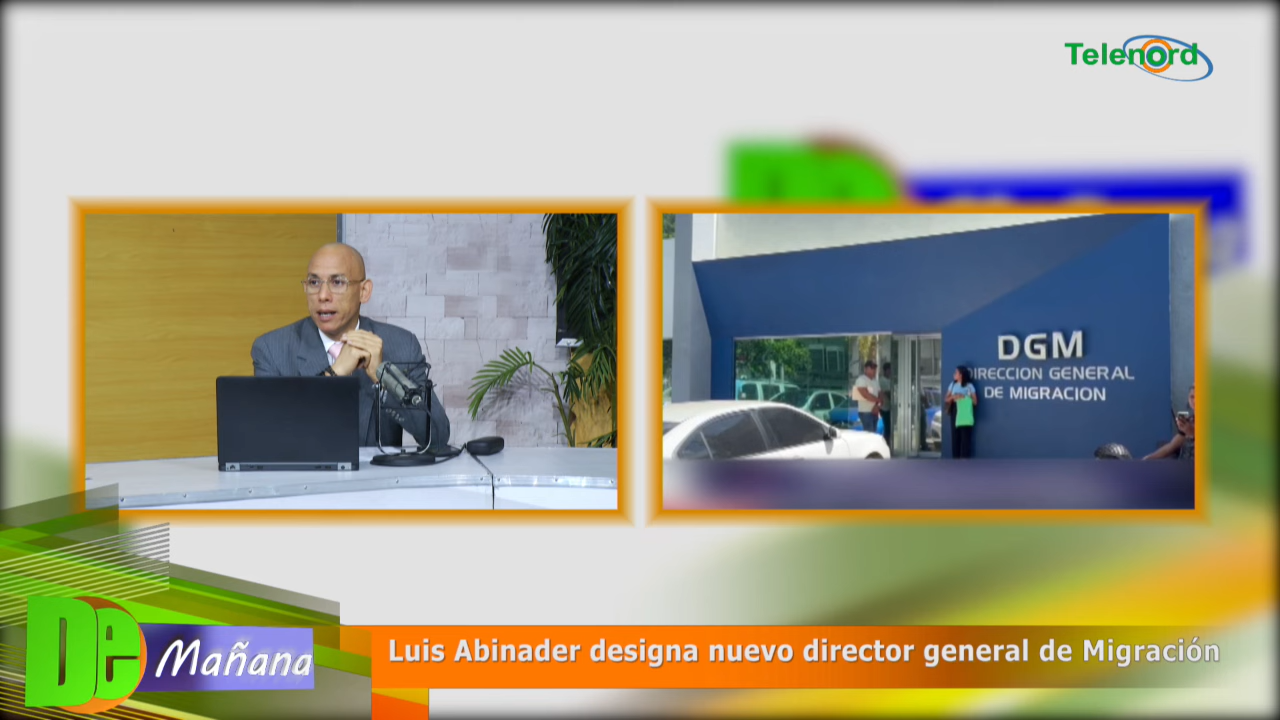 Telenord
DGM
DIRECCION GENERAL
DE MIGRACION
De
Mañana
Luis Abinader designa nuevo director general de Migración